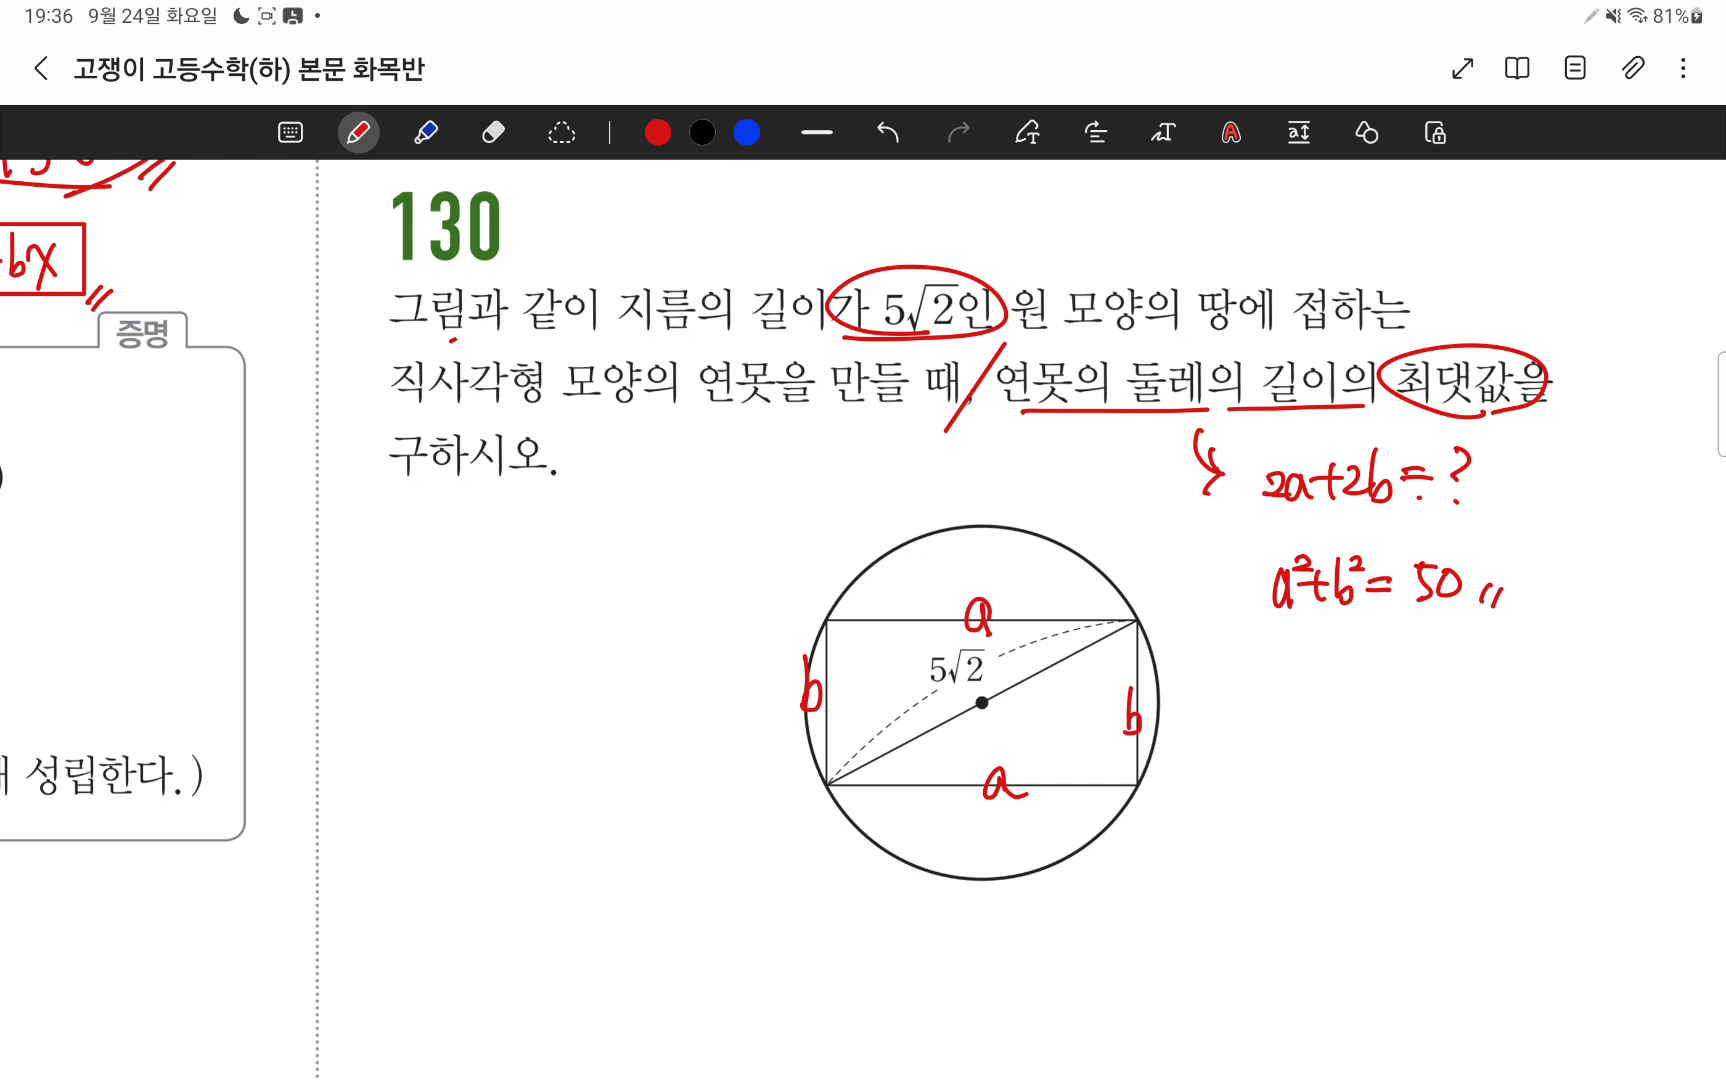 19:36 9월 24일 화요일
81%
고쟁이 고등수학(하) 본문 화목반
bx
증명
성립한다.)
130
그림과 같이 지름의 길이가 5√2인 원 모양의 땅에 접하는
직사각형 모양의 연못을 만들 때, 연못의 둘레의 길이의 최댓값을
구하시오.
2a+2b=?
a²+b²=50
a
5√2
b
b
a